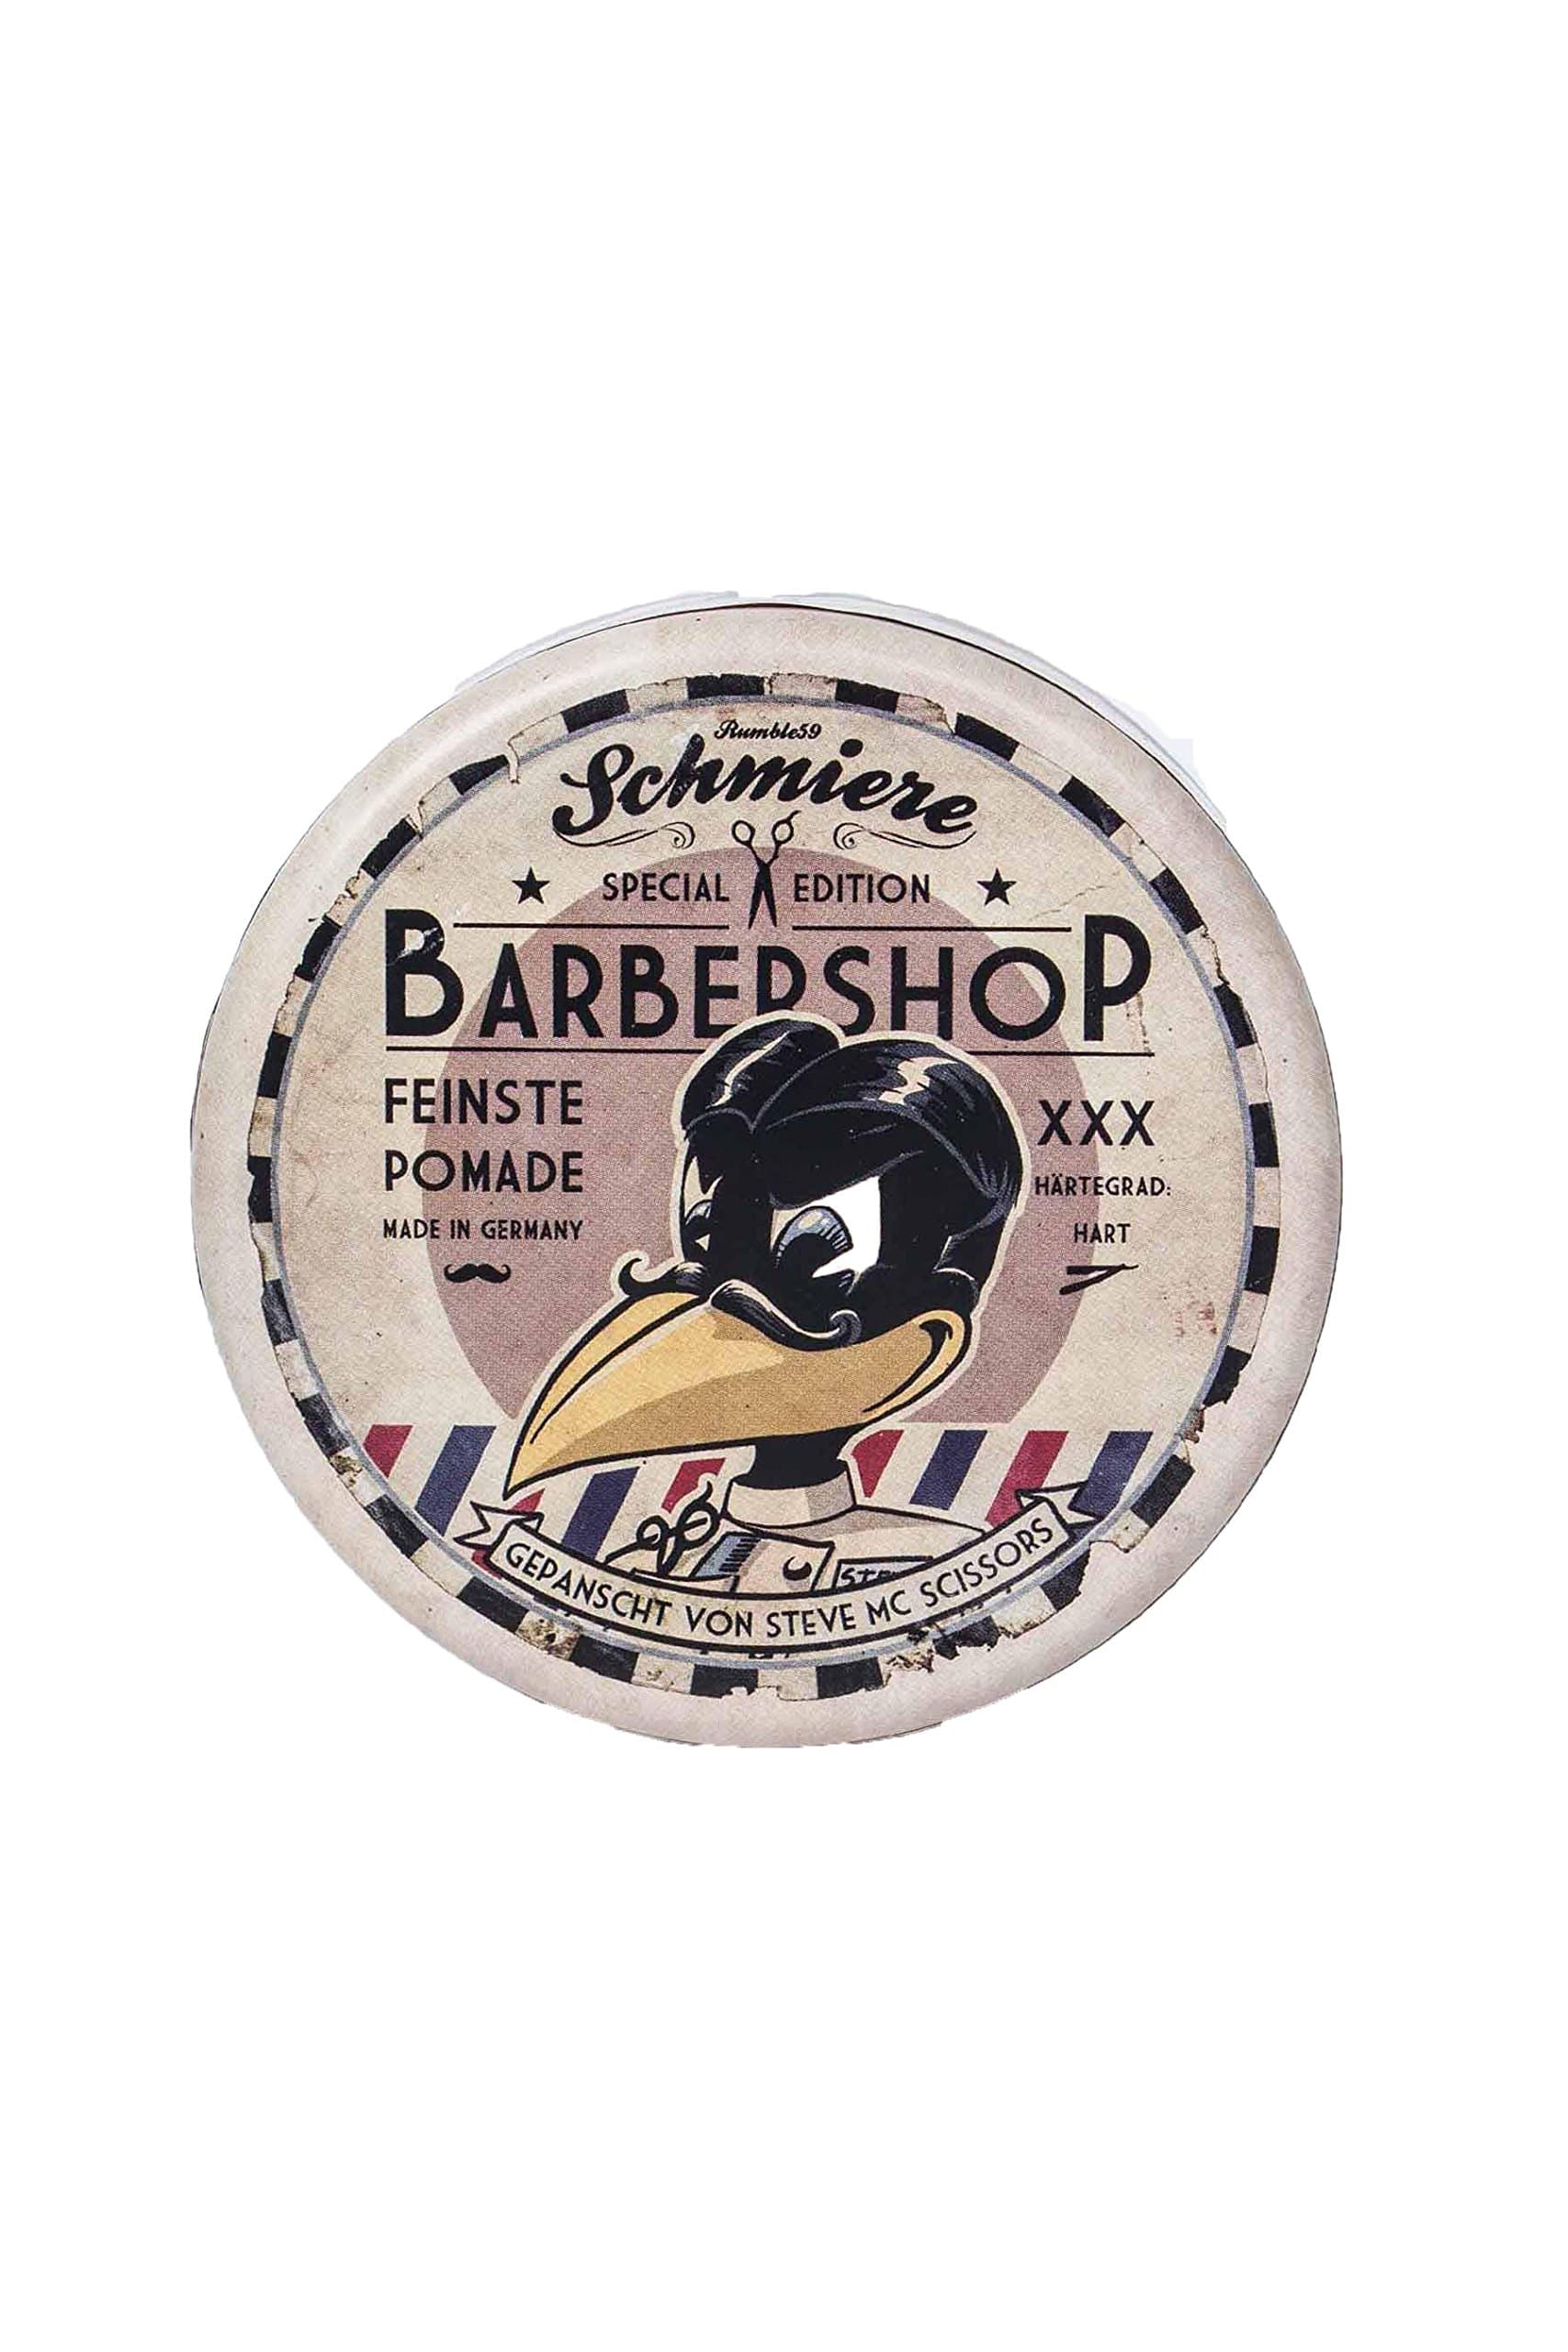 Rumble59
Schmiere
SPECIAL EDITION
BARBERSHOP
FEINSTE
POMADE
MADE IN GERMANY
XXX
HÄRTEGRAD:
HART
GEPANSCHT VON STEVE MC SCISSORS